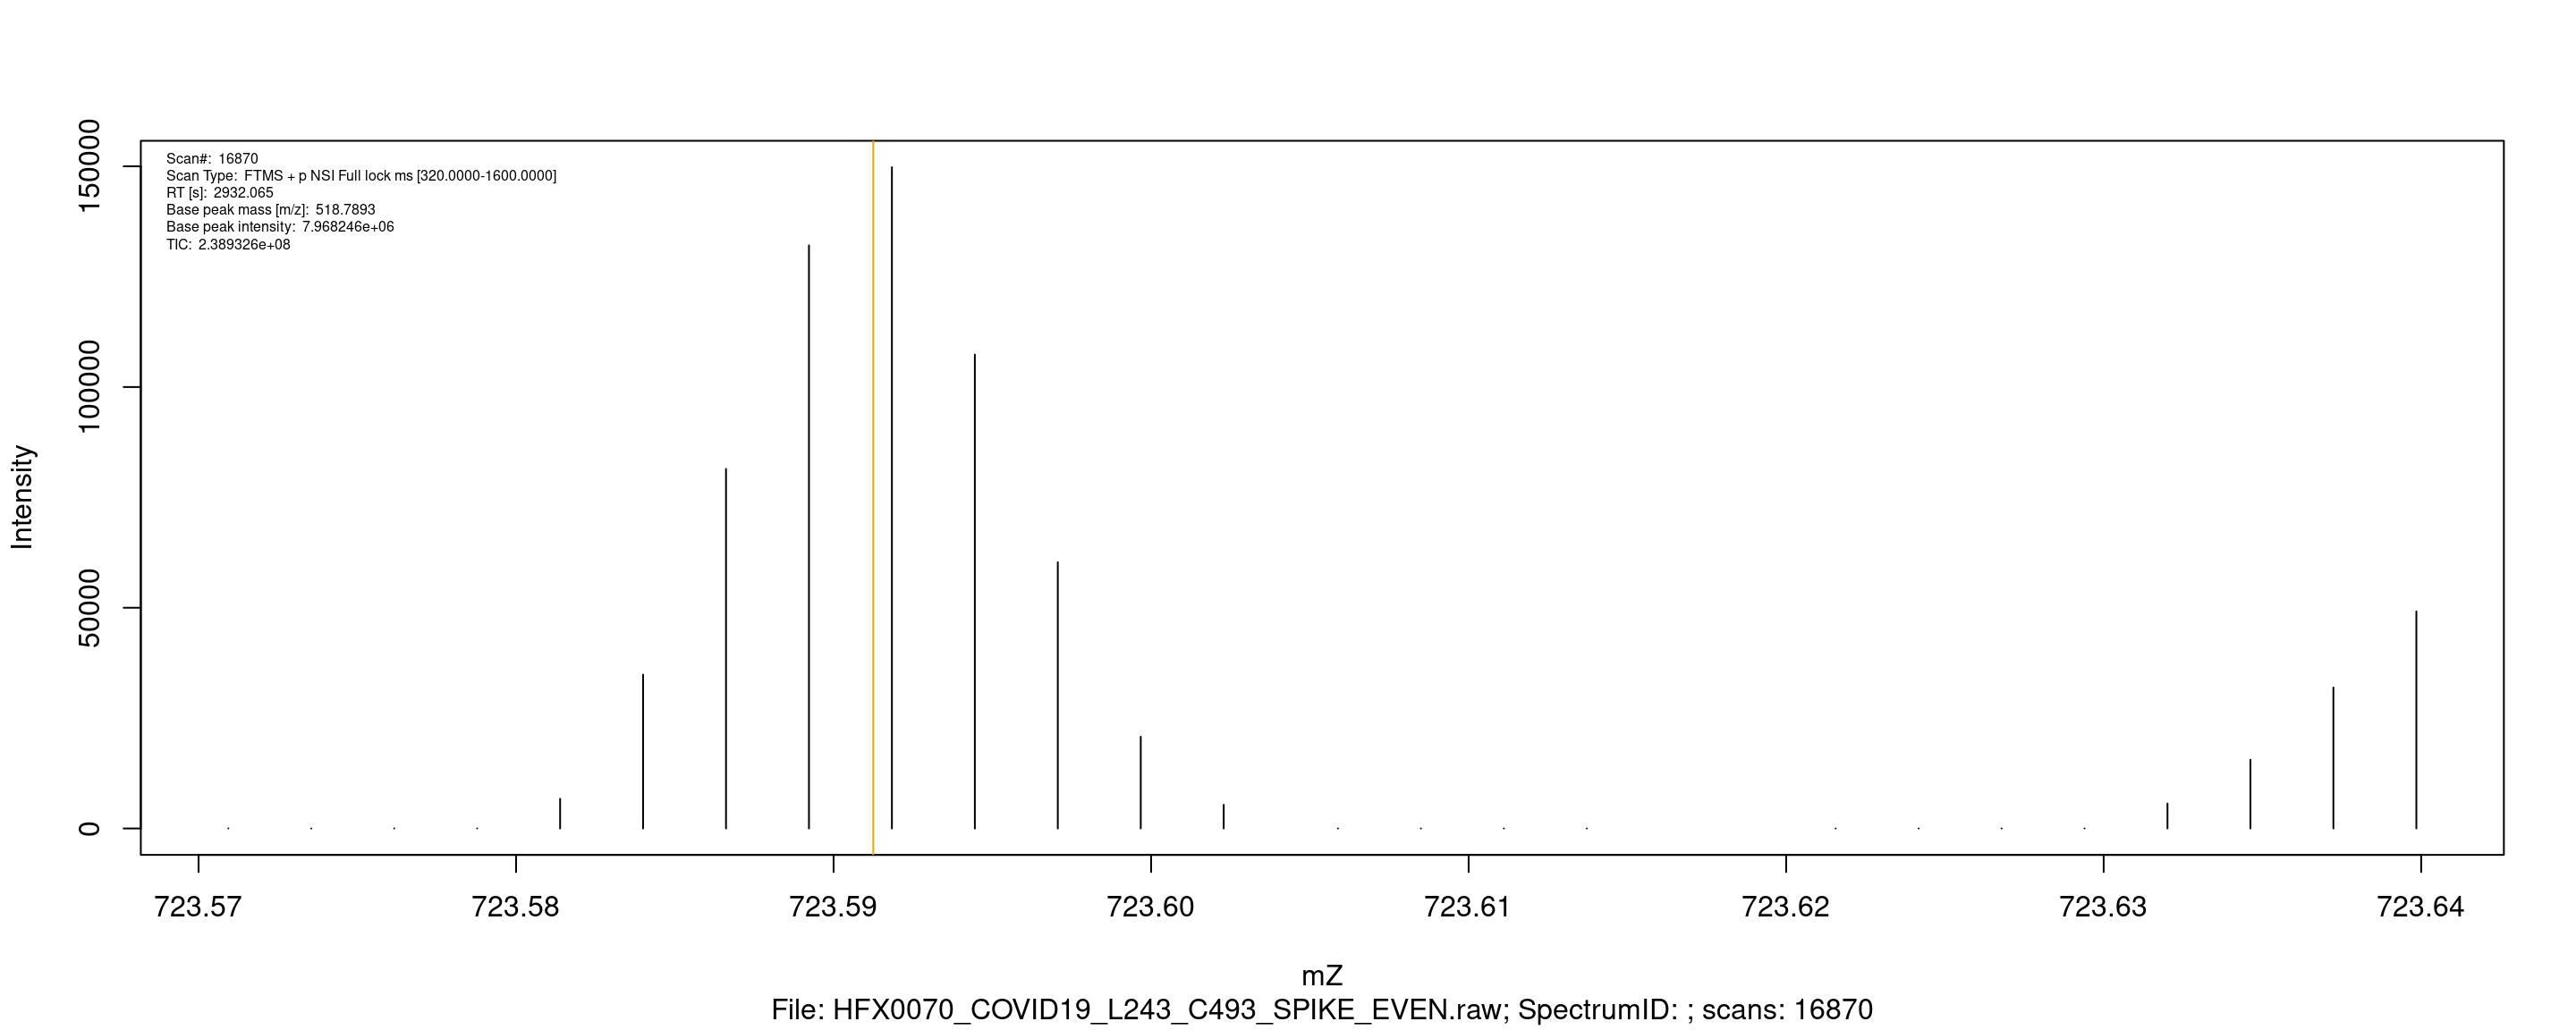 Scan#: 16870
Scan Type: FTMS + p NSI Full lock ms [320.0000-1600.0000]
RT [s]: 2932.065
Base peak mass [m/z]: 518.7893
Base peak intensity: 7.968246e+06
TIC: 2.389326e+08
150000
100000
50000
0
Intensity
723.57 723.58 723.59 723.60 723.61 723.62 723.63 723.64
mZ
File: HFX0070_COVID19_L243_C493_SPIKE_EVEN.raw; SpectrumID: ; scans: 16870